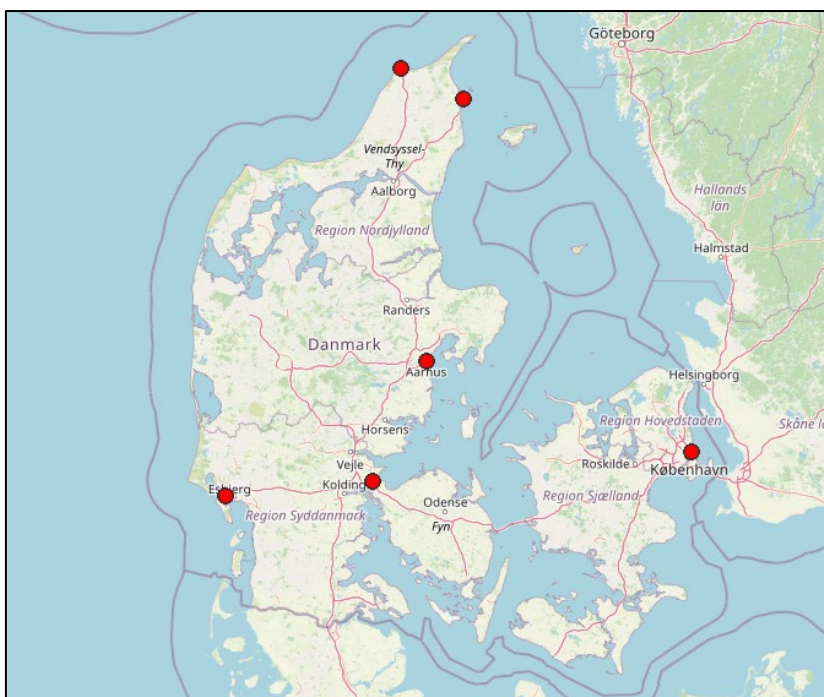 Göteborg
Vendsyssel-
Thy
Aalborg
Hallands
län
Region Nordjylland
Halmstad
Randers
Danmark
Aarhus
Helsingborg
Horsens
Region Hovedstaden
Skåne
Vejle
Roskilde
København
Kolding
Esbjerg
Odense
Region Sjælland
Region Syddanmark
Fyn